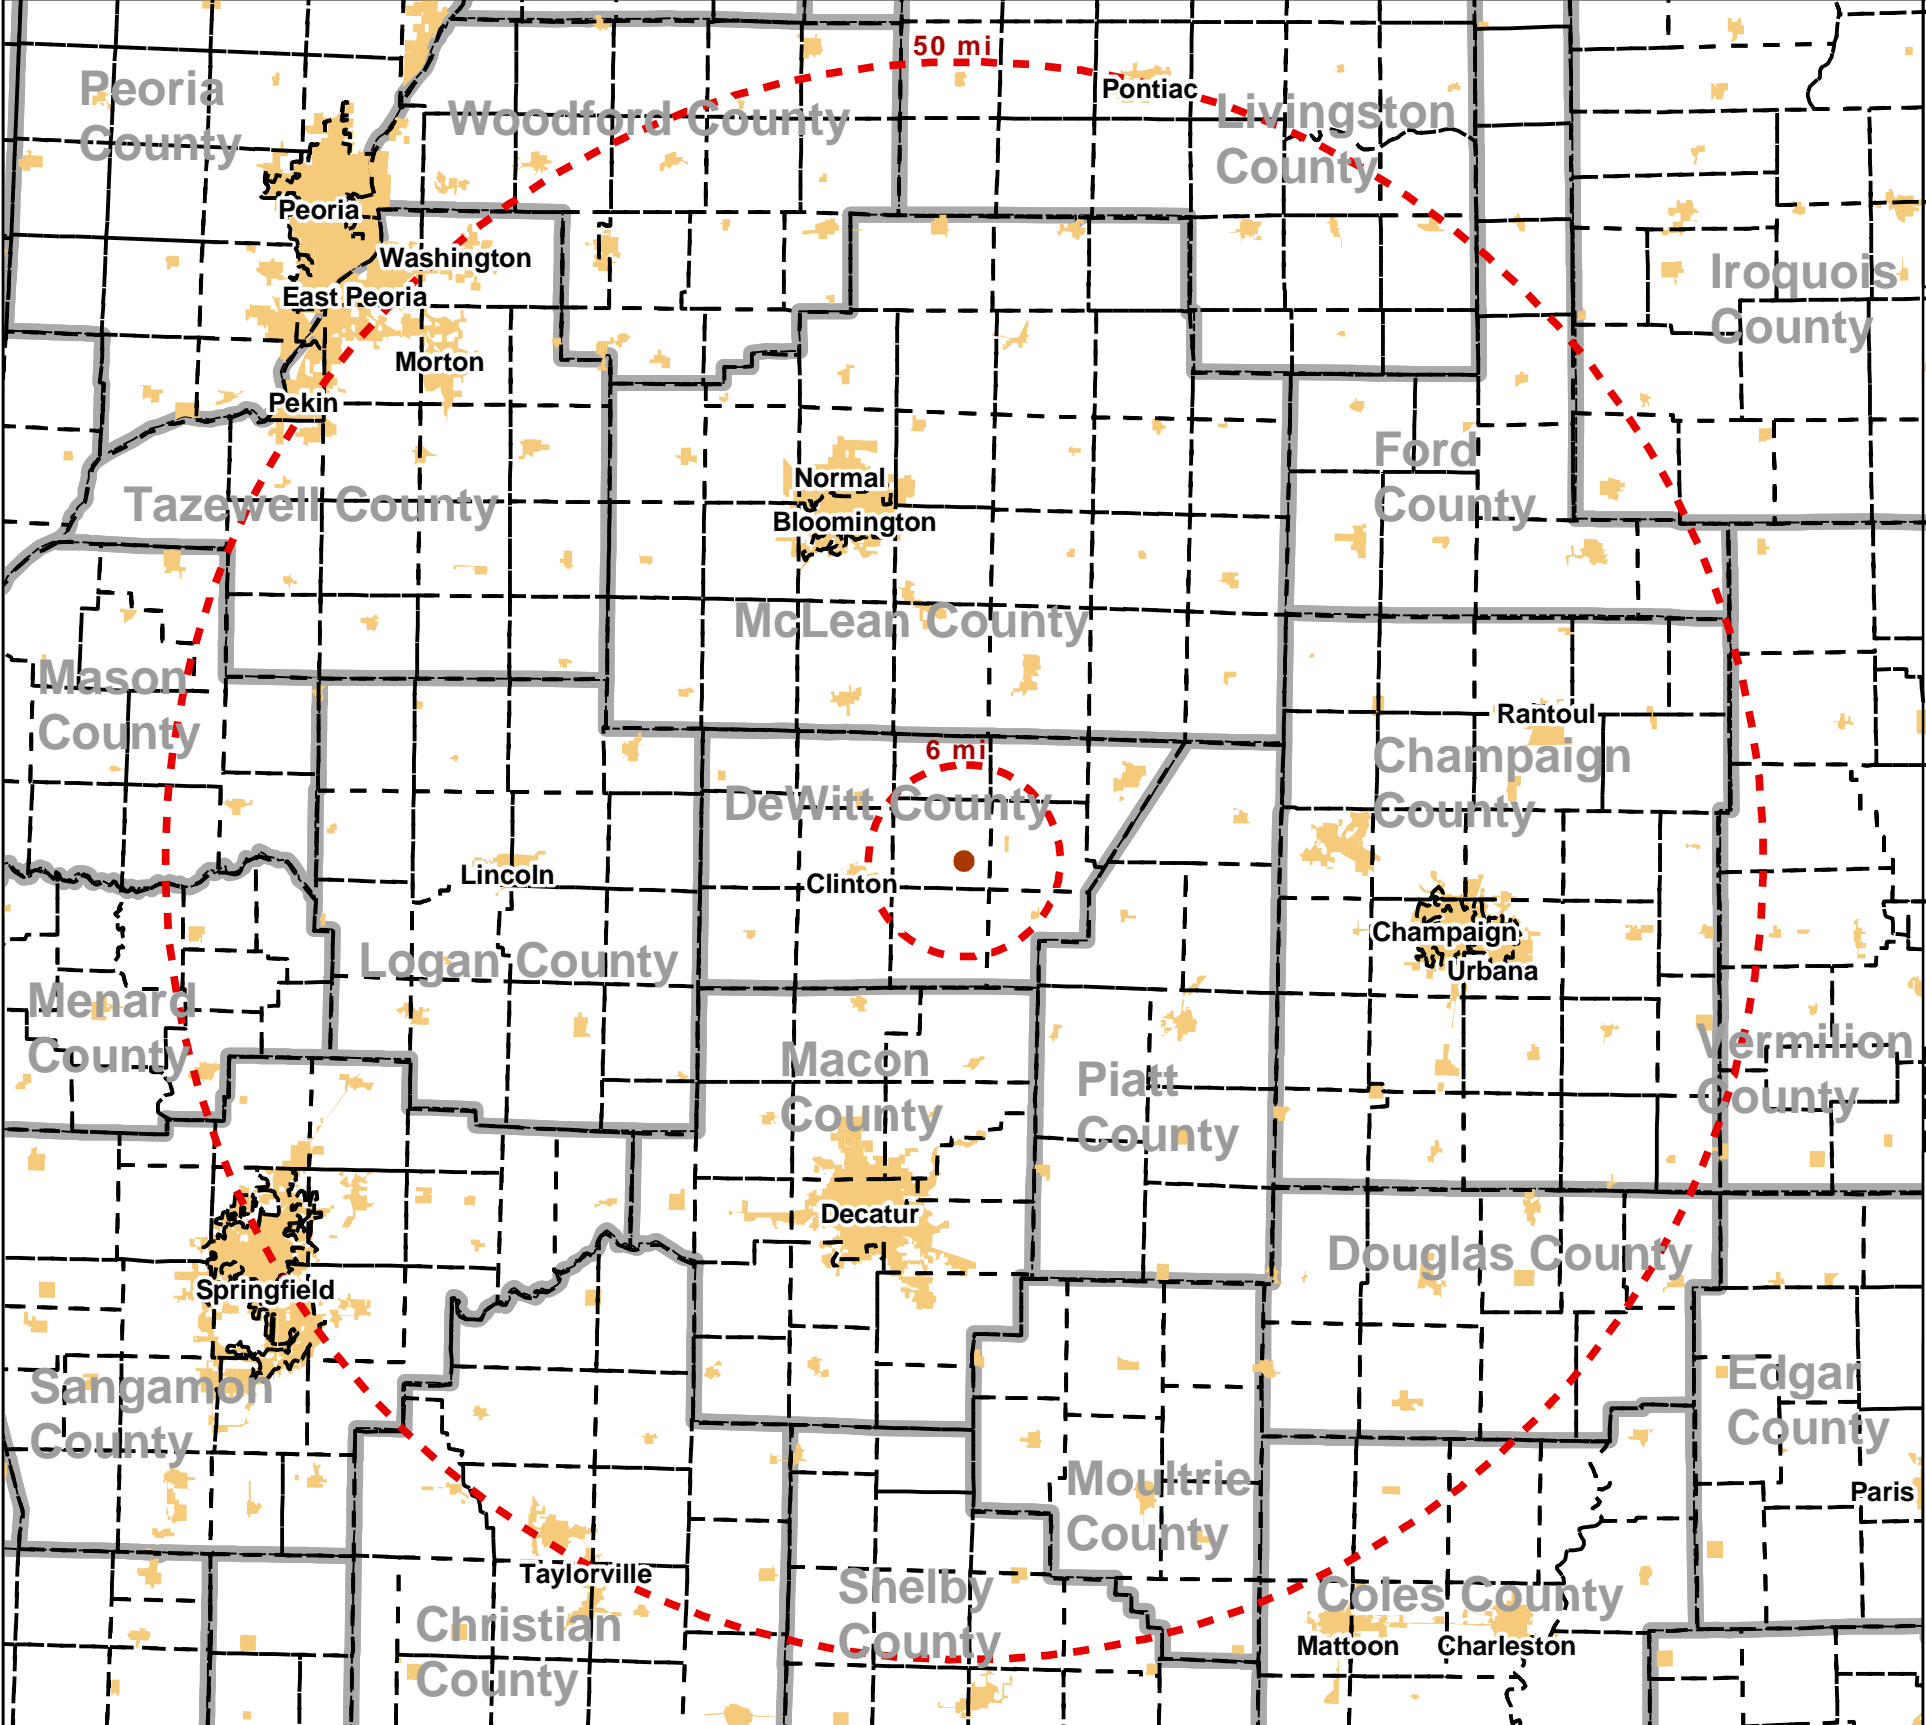 50 mi
Pontiac
Peoria
County
Woodford County
Livingston
County
Peoria
Washington
East Peoria
Iroquois
County
Morton
Pekin
Ford
County
Normal
Bloomington
Tazewell County
McLean County
Mason
County
Rantoul
6 mi
Champaign
County
DeWitt County
Lincoln
Clinton
Champaign
Urbana
Logan County
Menard
County
Macon
County
Piatt
County
Vermilion
County
Decatur
Douglas County
Springfield
Sangamon
County
Edgar
County
Moultrie
County
Paris
Taylorville
Shelby
County
Coles County
Christian
County
Mattoon
Charleston